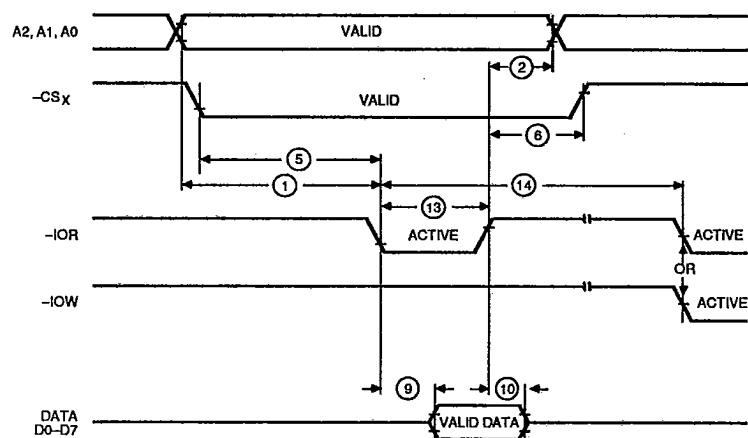 A2, A1, A0
VALID
2
–CSX
VALID
6
5
1
14
13
–IOR
ACTIVE
ACTIVE
OR
–IOW
ACTIVE
9
10
DATA
D0–D7
VALID DATA